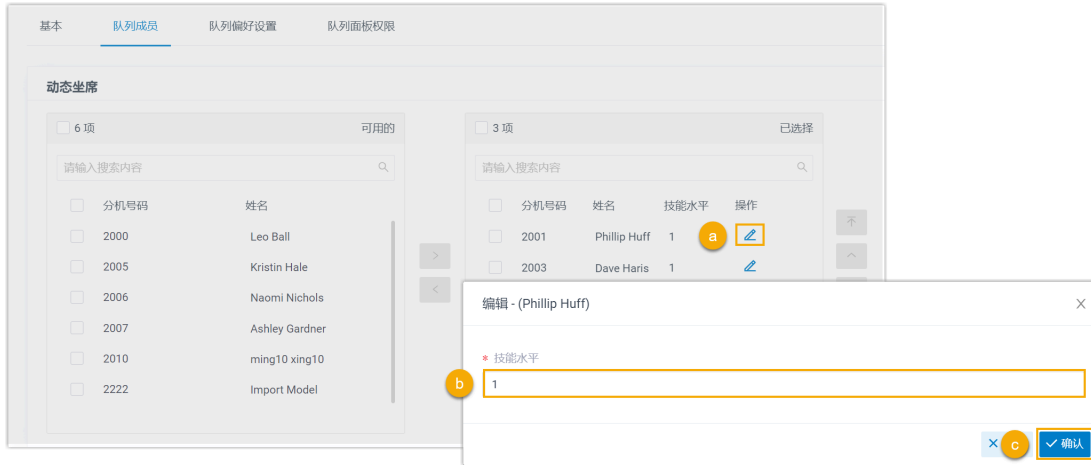 基本 队列成员 队列偏好设置 队列面板权限
动态坐席
6 项 可用的
3 项 已选择
请输入搜索内容
请输入搜索内容
分机号码 姓名
分机号码 姓名 技能水平 操作
2000 Leo Ball
2001 Phillip Huff 1 a
2005 Kristin Hale
2003 Dave Haris 1
2006 Naomi Nichols
2007 Ashley Gardner
2010 ming10 xing10
2222 Import Model
编辑 - (Phillip Huff)
* 技能水平
b 1
c 确认